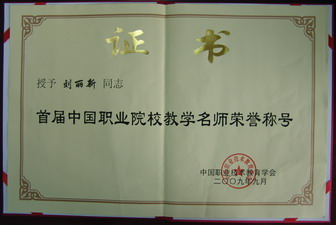 证书
授予 刘丽新 同志
首届中国职业院校教学名师荣誉称号
中国职业技术教育学会
二〇〇九年九月